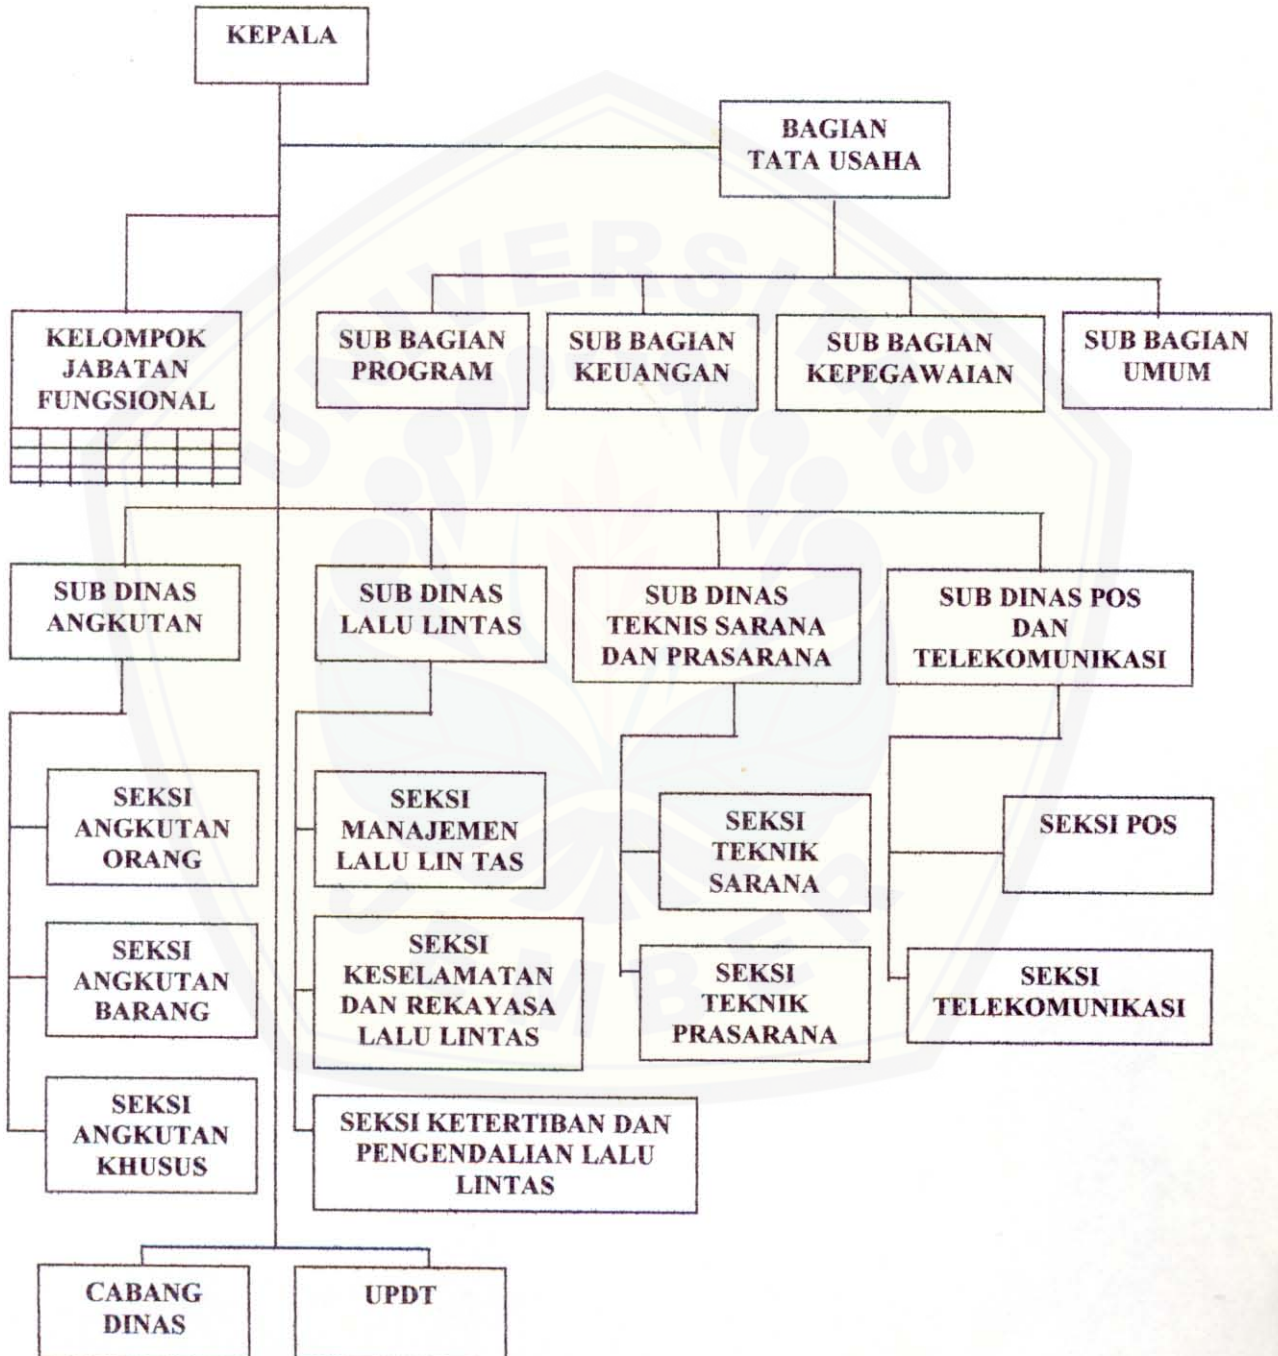 KEPALA
BAGIAN
TATA USAHA
KELOMPOK
JABATAN
FUNGSIONAL
SUB BAGIAN
PROGRAM
SUB BAGIAN
KEUANGAN
SUB BAGIAN
KEPEGAWAIAN
SUB BAGIAN
UMUM
SUB DINAS
ANGKUTAN
SUB DINAS
LALU LINTAS
SUB DINAS
TEKNIS SARANA
DAN PRASARANA
SUB DINAS POS
DAN
TELEKOMUNIKASI
SEKSI
ANGKUTAN
ORANG
SEKSI
MANAJEMEN
LALU LIN TAS
SEKSI
TEKNIK
SARANA
SEKSI POS
SEKSI
ANGKUTAN
BARANG
SEKSI
KESELAMATAN
DAN REKAYASA
LALU LINTAS
SEKSI
TEKNIK
PRASARANA
SEKSI
TELEKOMUNIKASI
SEKSI
ANGKUTAN
KHUSUS
SEKSI KETERTIBAN DAN
PENGENDALIAN LALU
LINTAS
CABANG
DINAS
UPDT
UNIVERSITAS
JEMBER